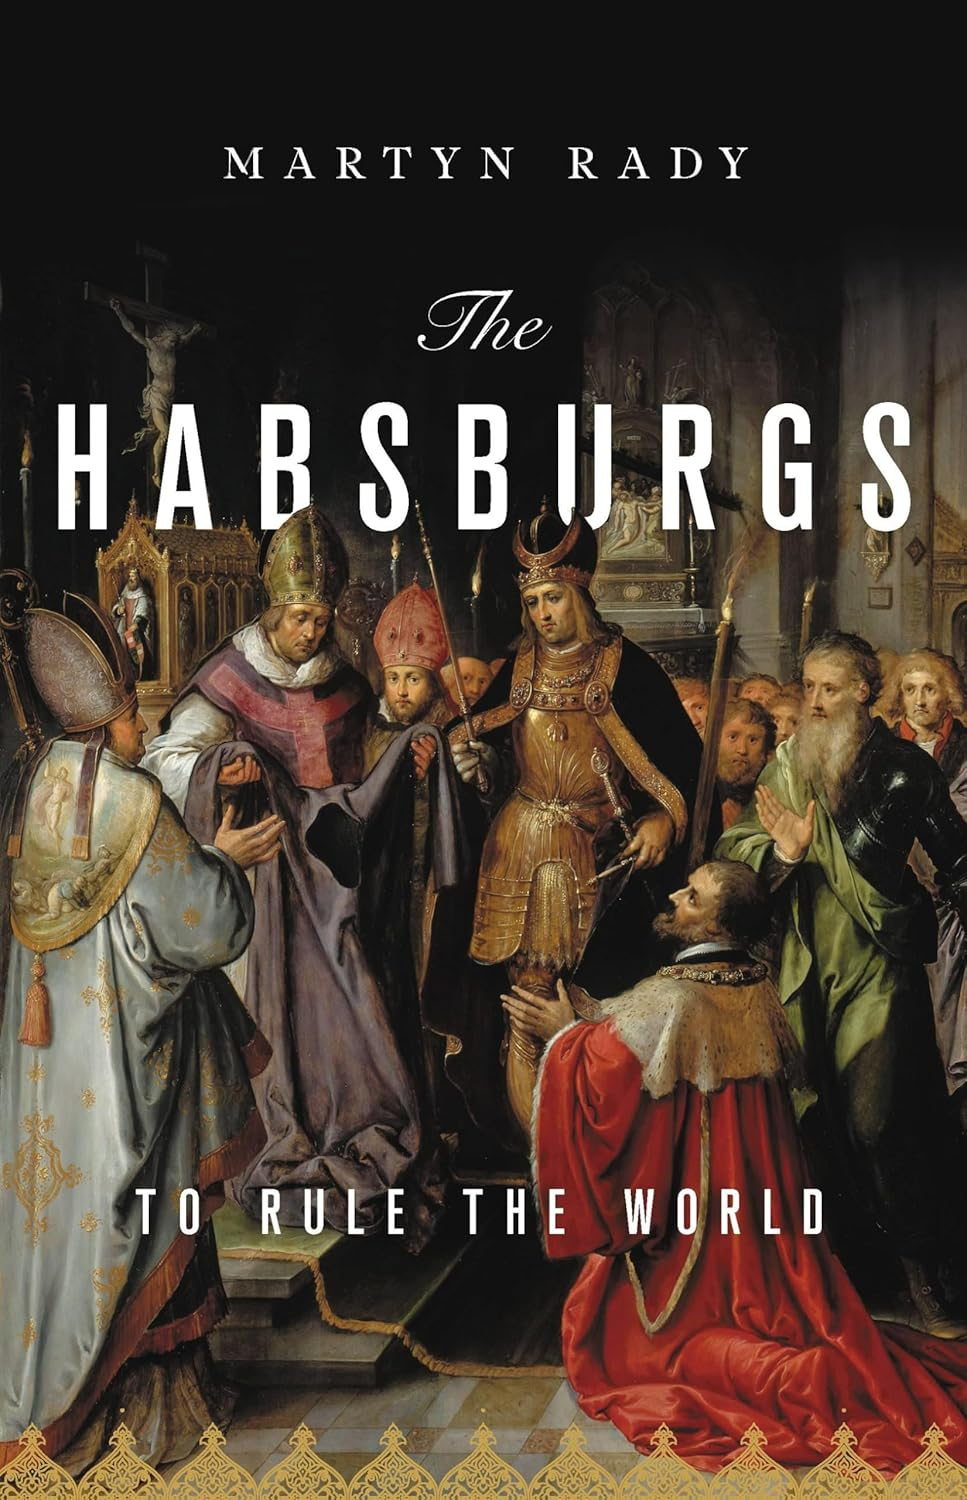 MARTYN RADY
The
HABSBURGS
TO RULE THE WORLD